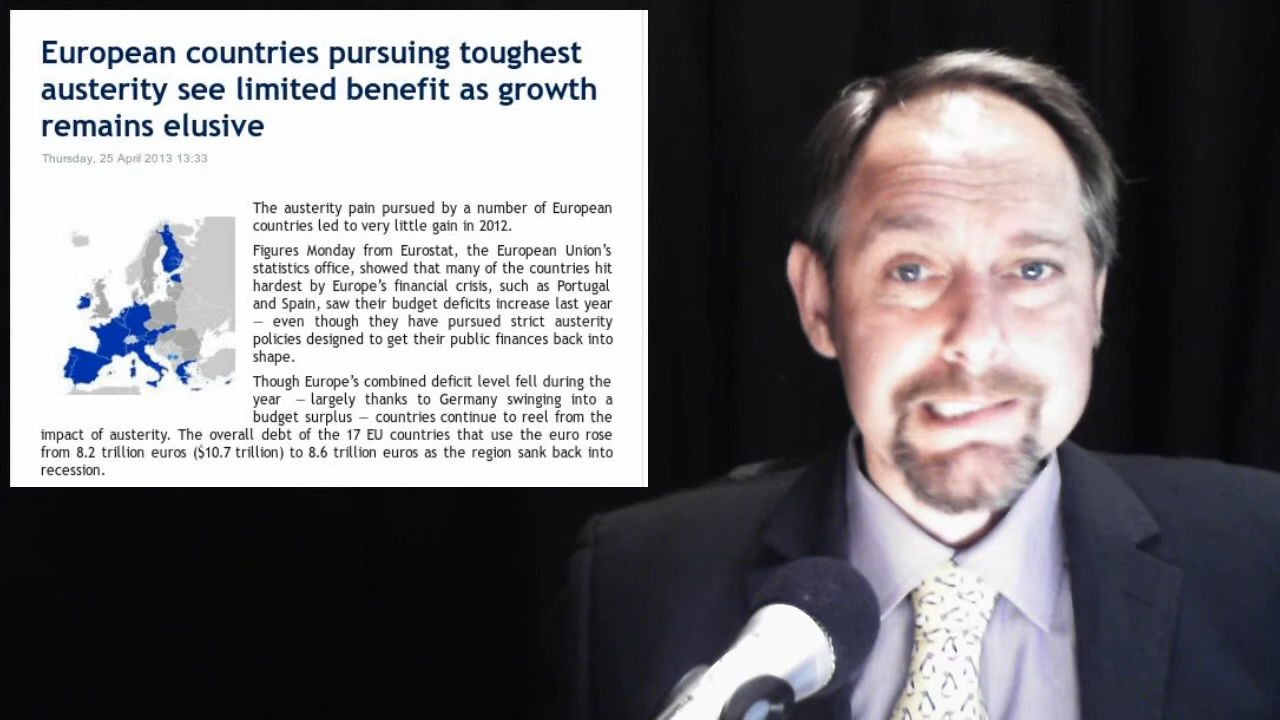 European countries pursuing toughest
austerity see limited benefit as growth
remains elusive
Thursday, 25 April 2013 13:33
The austerity pain pursued by a number of European
countries led to very little gain in 2012.
Figures Monday from Eurostat, the European Union's
statistics office, showed that many of the countries hit
hardest by Europe's financial crisis, such as Portugal
and Spain, saw their budget deficits increase last year
— even though they have pursued strict austerity
policies designed to get their public finances back into
shape.
Though Europe's combined deficit level fell during the
year — largely thanks to Germany swinging into a
budget surplus — countries continue to reel from the
impact of austerity. The overall debt of the 17 EU countries that use the euro rose
from 8.2 trillion euros ($10.7 trillion) to 8.6 trillion euros as the region sank back into
recession.